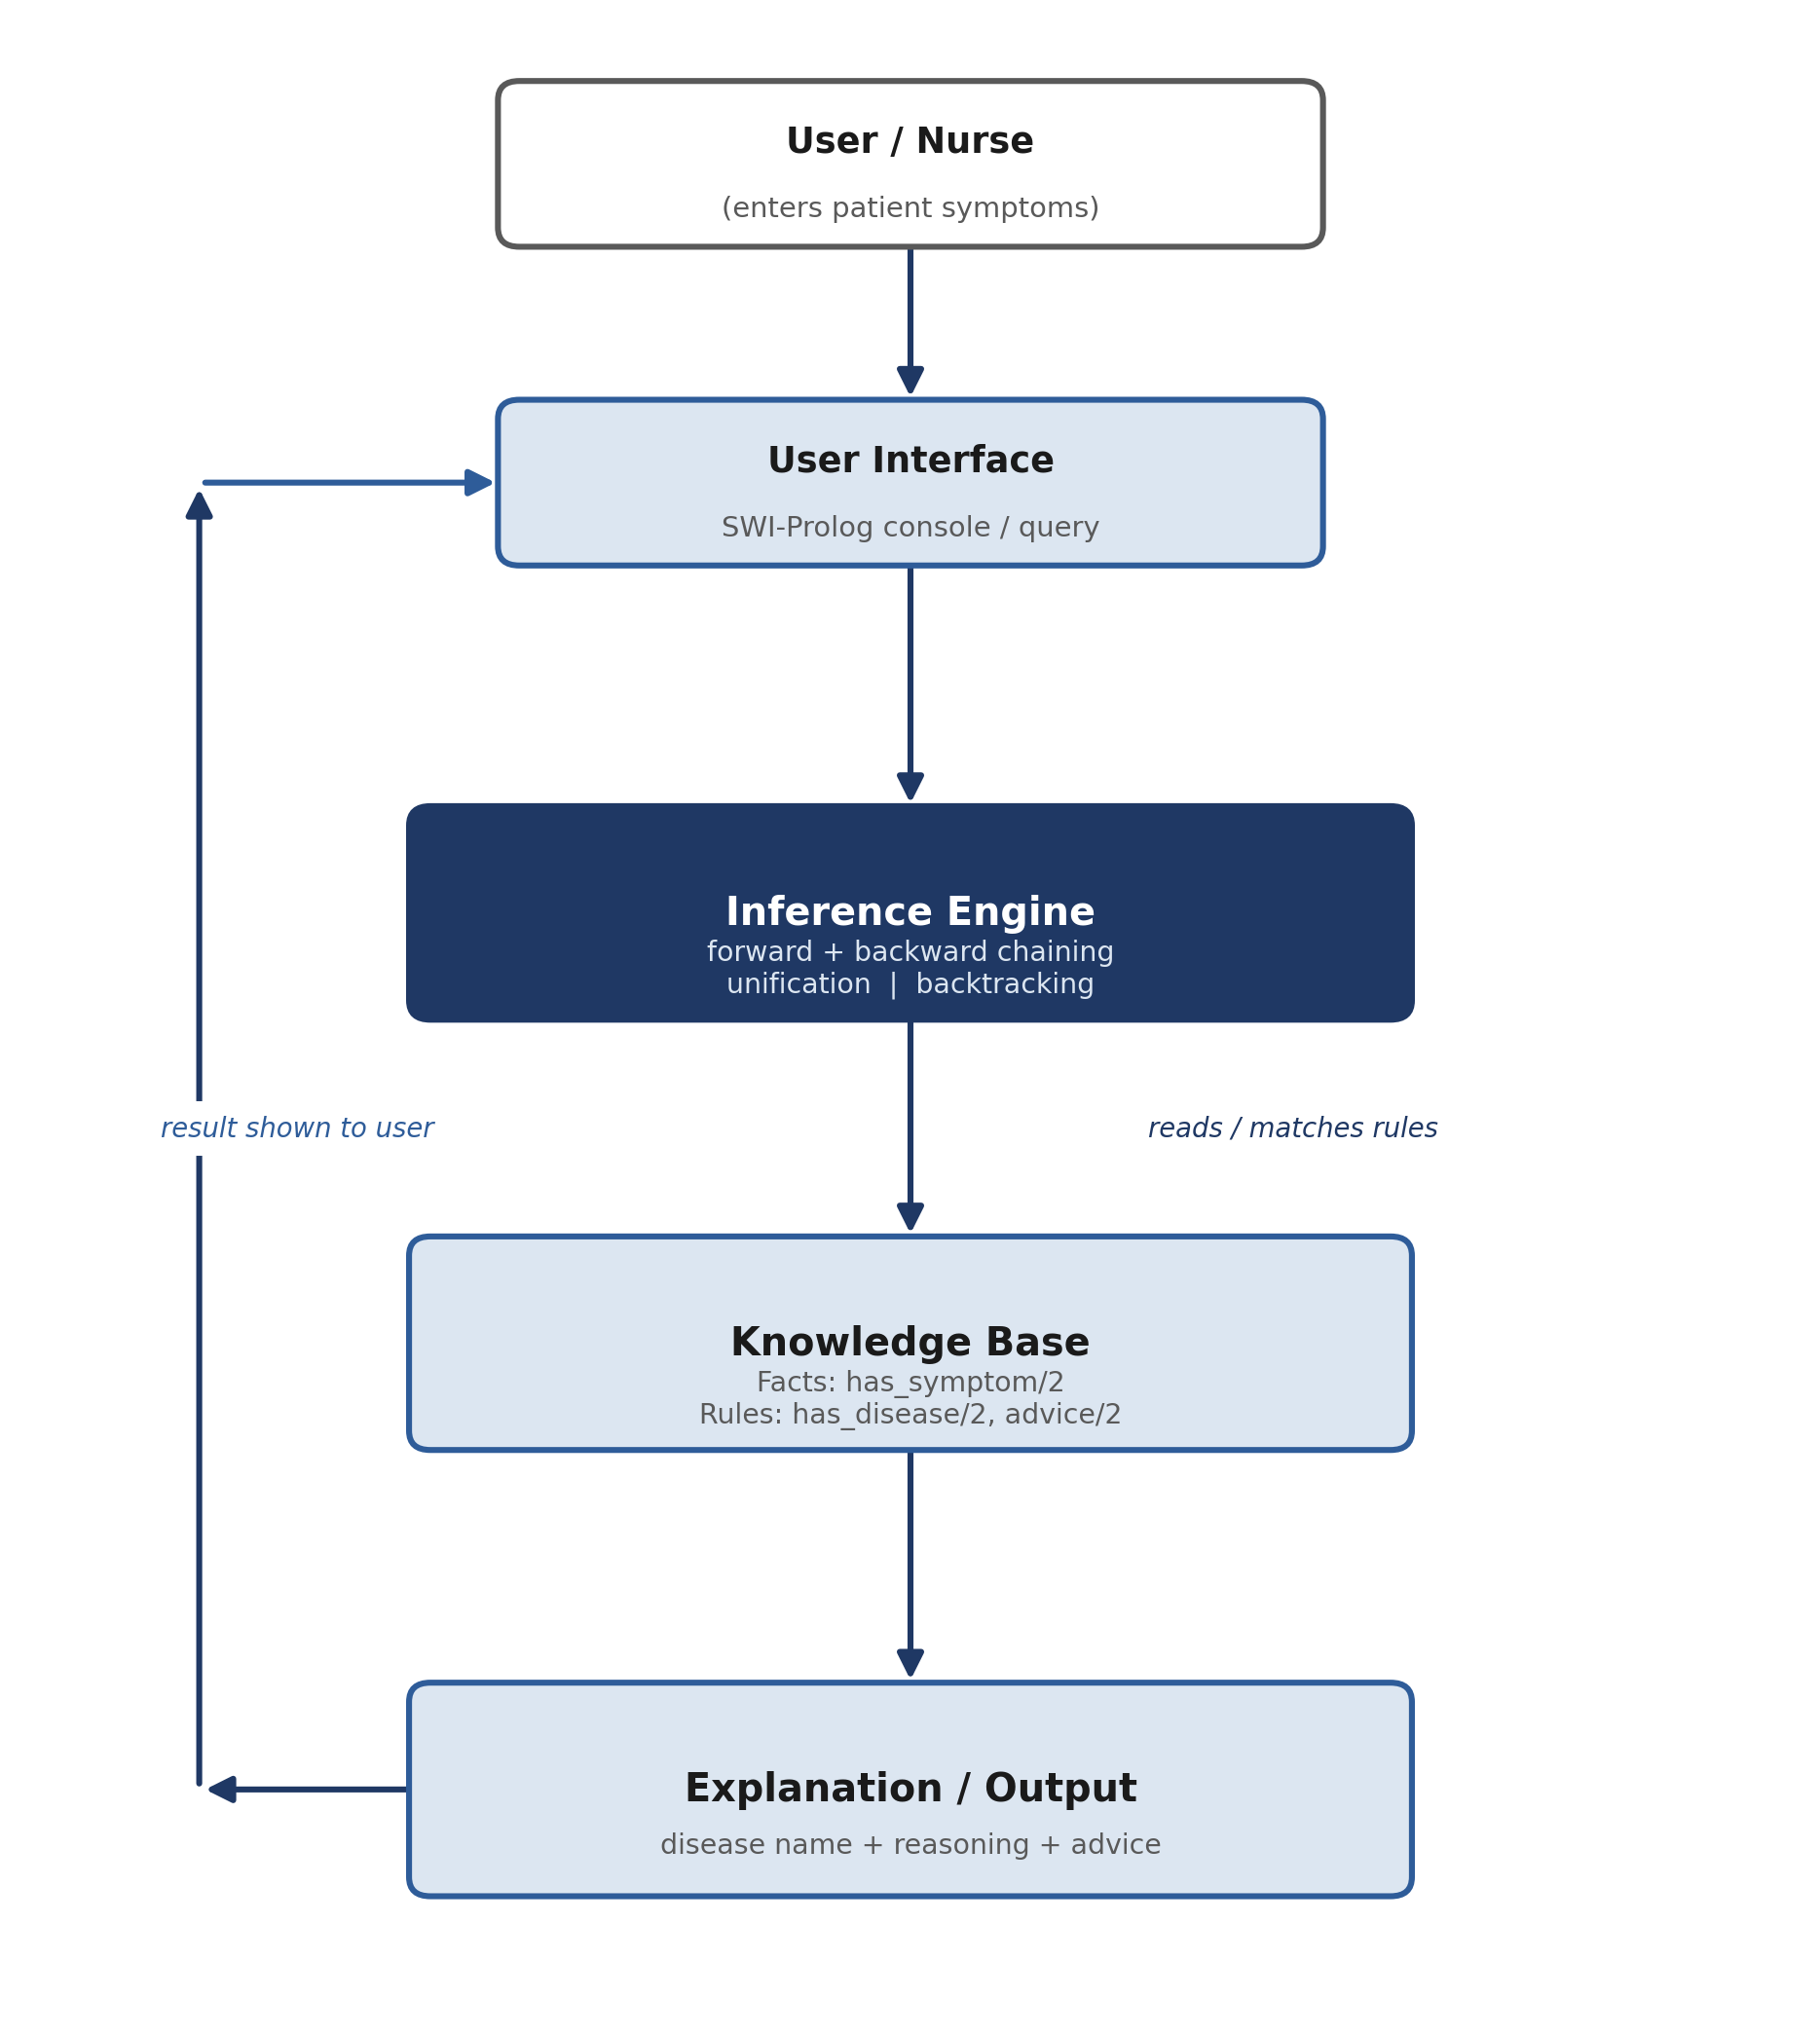 User / Nurse
(enters patient symptoms)
User Interface
SWI-Prolog console / query
Inference Engine
forward + backward chaining
unification | backtracking
result shown to user
reads / matches rules
Knowledge Base
Facts: has_symptom/2
Rules: has_disease/2, advice/2
Explanation / Output
disease name + reasoning + advice